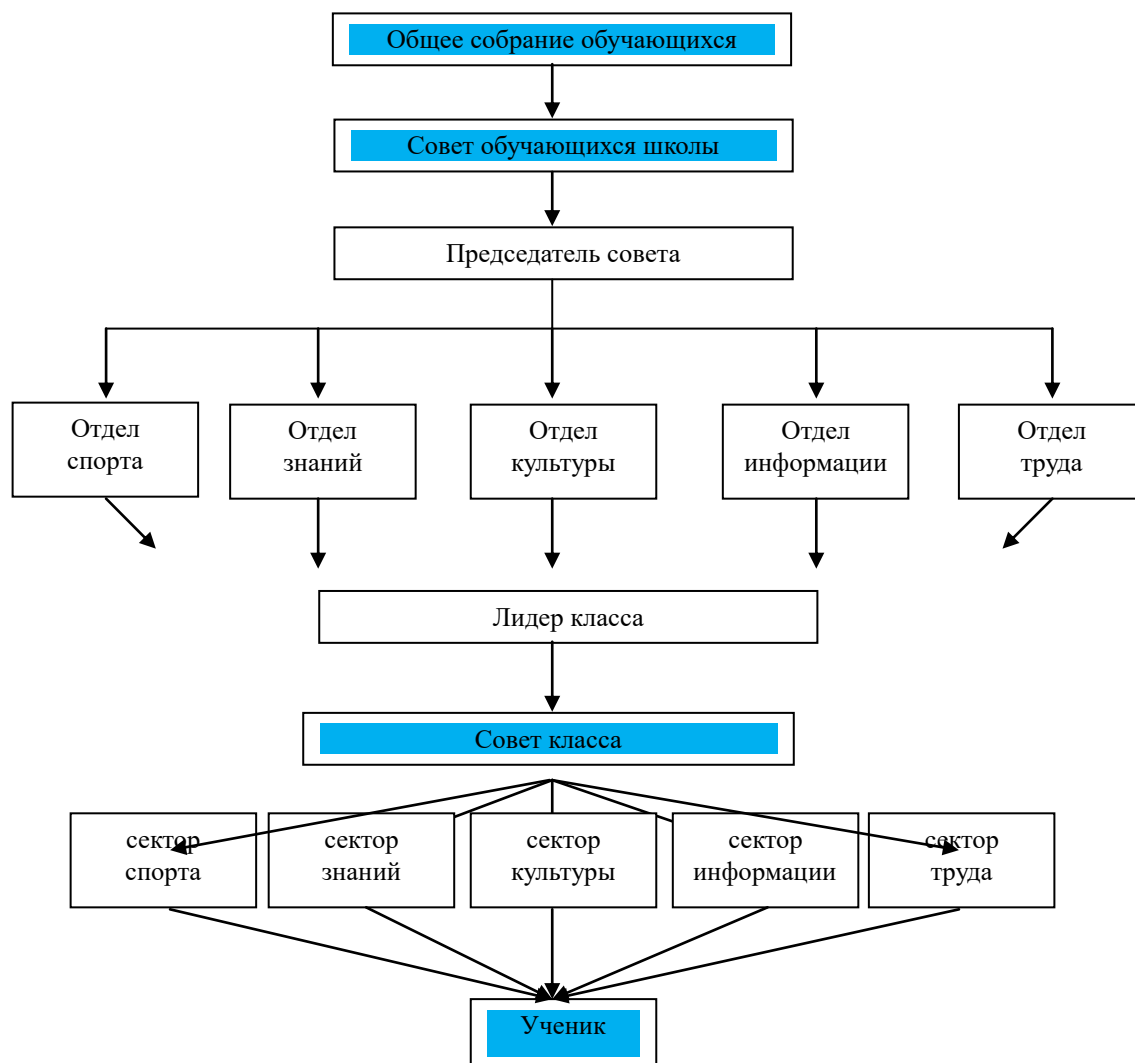 Общее собрание обучающихся
Совет обучающихся школы
Председатель совета
Отдел
спорта
Отдел
знаний
Отдел
культуры
Отдел
информации
Отдел
труда
Лидер класса
Совет класса
сектор
спорта
сектор
знаний
сектор
культуры
сектор
информации
сектор
труда
Ученик